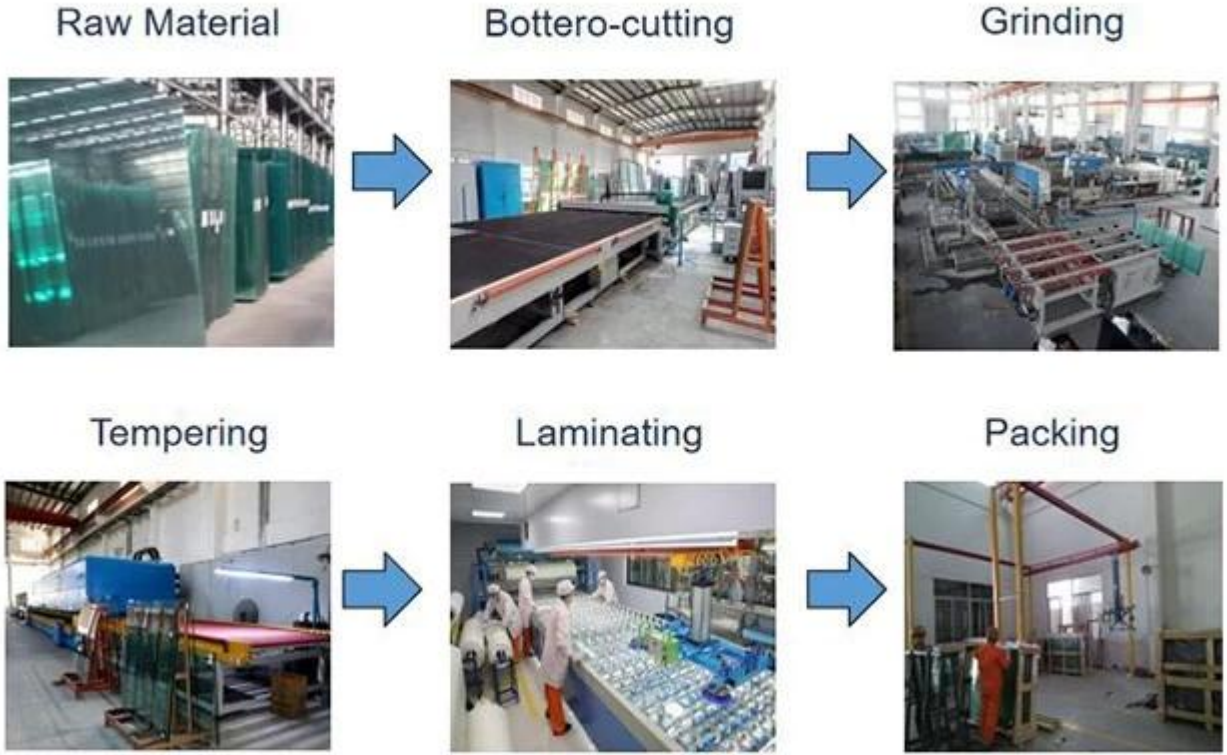 Raw Material
Bottero-cutting
Grinding
Tempering
Laminating
Packing